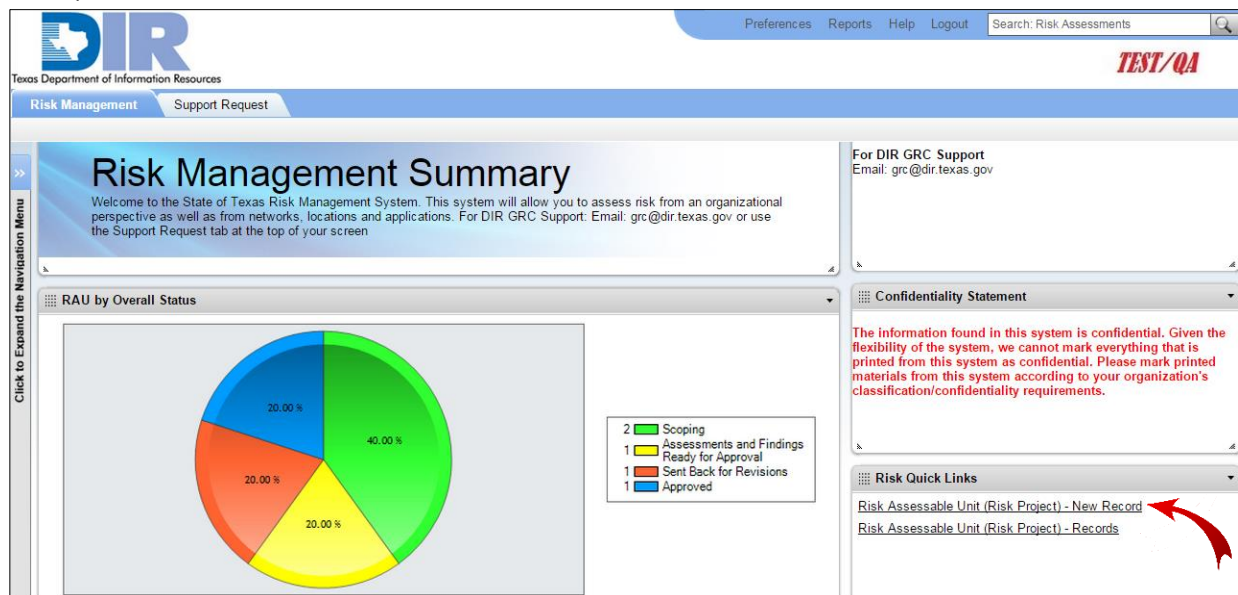 Preferences Reports Help Logout Search: Risk Assessments
DIR
Texas Department of Information Resources
TEST/QA
Risk Management Support Request
Click to Expand the Navigation Menu
Risk Management Summary
Welcome to the State of Texas Risk Management System. This system will allow you to assess risk from an organizational
perspective as well as from networks, locations and applications. For DIR GRC Support: Email: grc@dir.texas.gov or use
the Support Request tab at the top of your screen
For DIR GRC Support
Email: grc@dir.texas.gov
RAU by Overall Status
20.00 %
40.00 %
20.00 %
20.00 %
2 Scoping
1 Assessments and Findings
Ready for Approval
1 Sent Back for Revisions
1 Approved
Confidentiality Statement
The information found in this system is confidential. Given the
flexibility of the system, we cannot mark everything that is
printed from this system as confidential. Please mark printed
materials from this system according to your organization's
classification/confidentiality requirements.
Risk Quick Links
Risk Assessable Unit (Risk Project) - New Record
Risk Assessable Unit (Risk Project) - Records